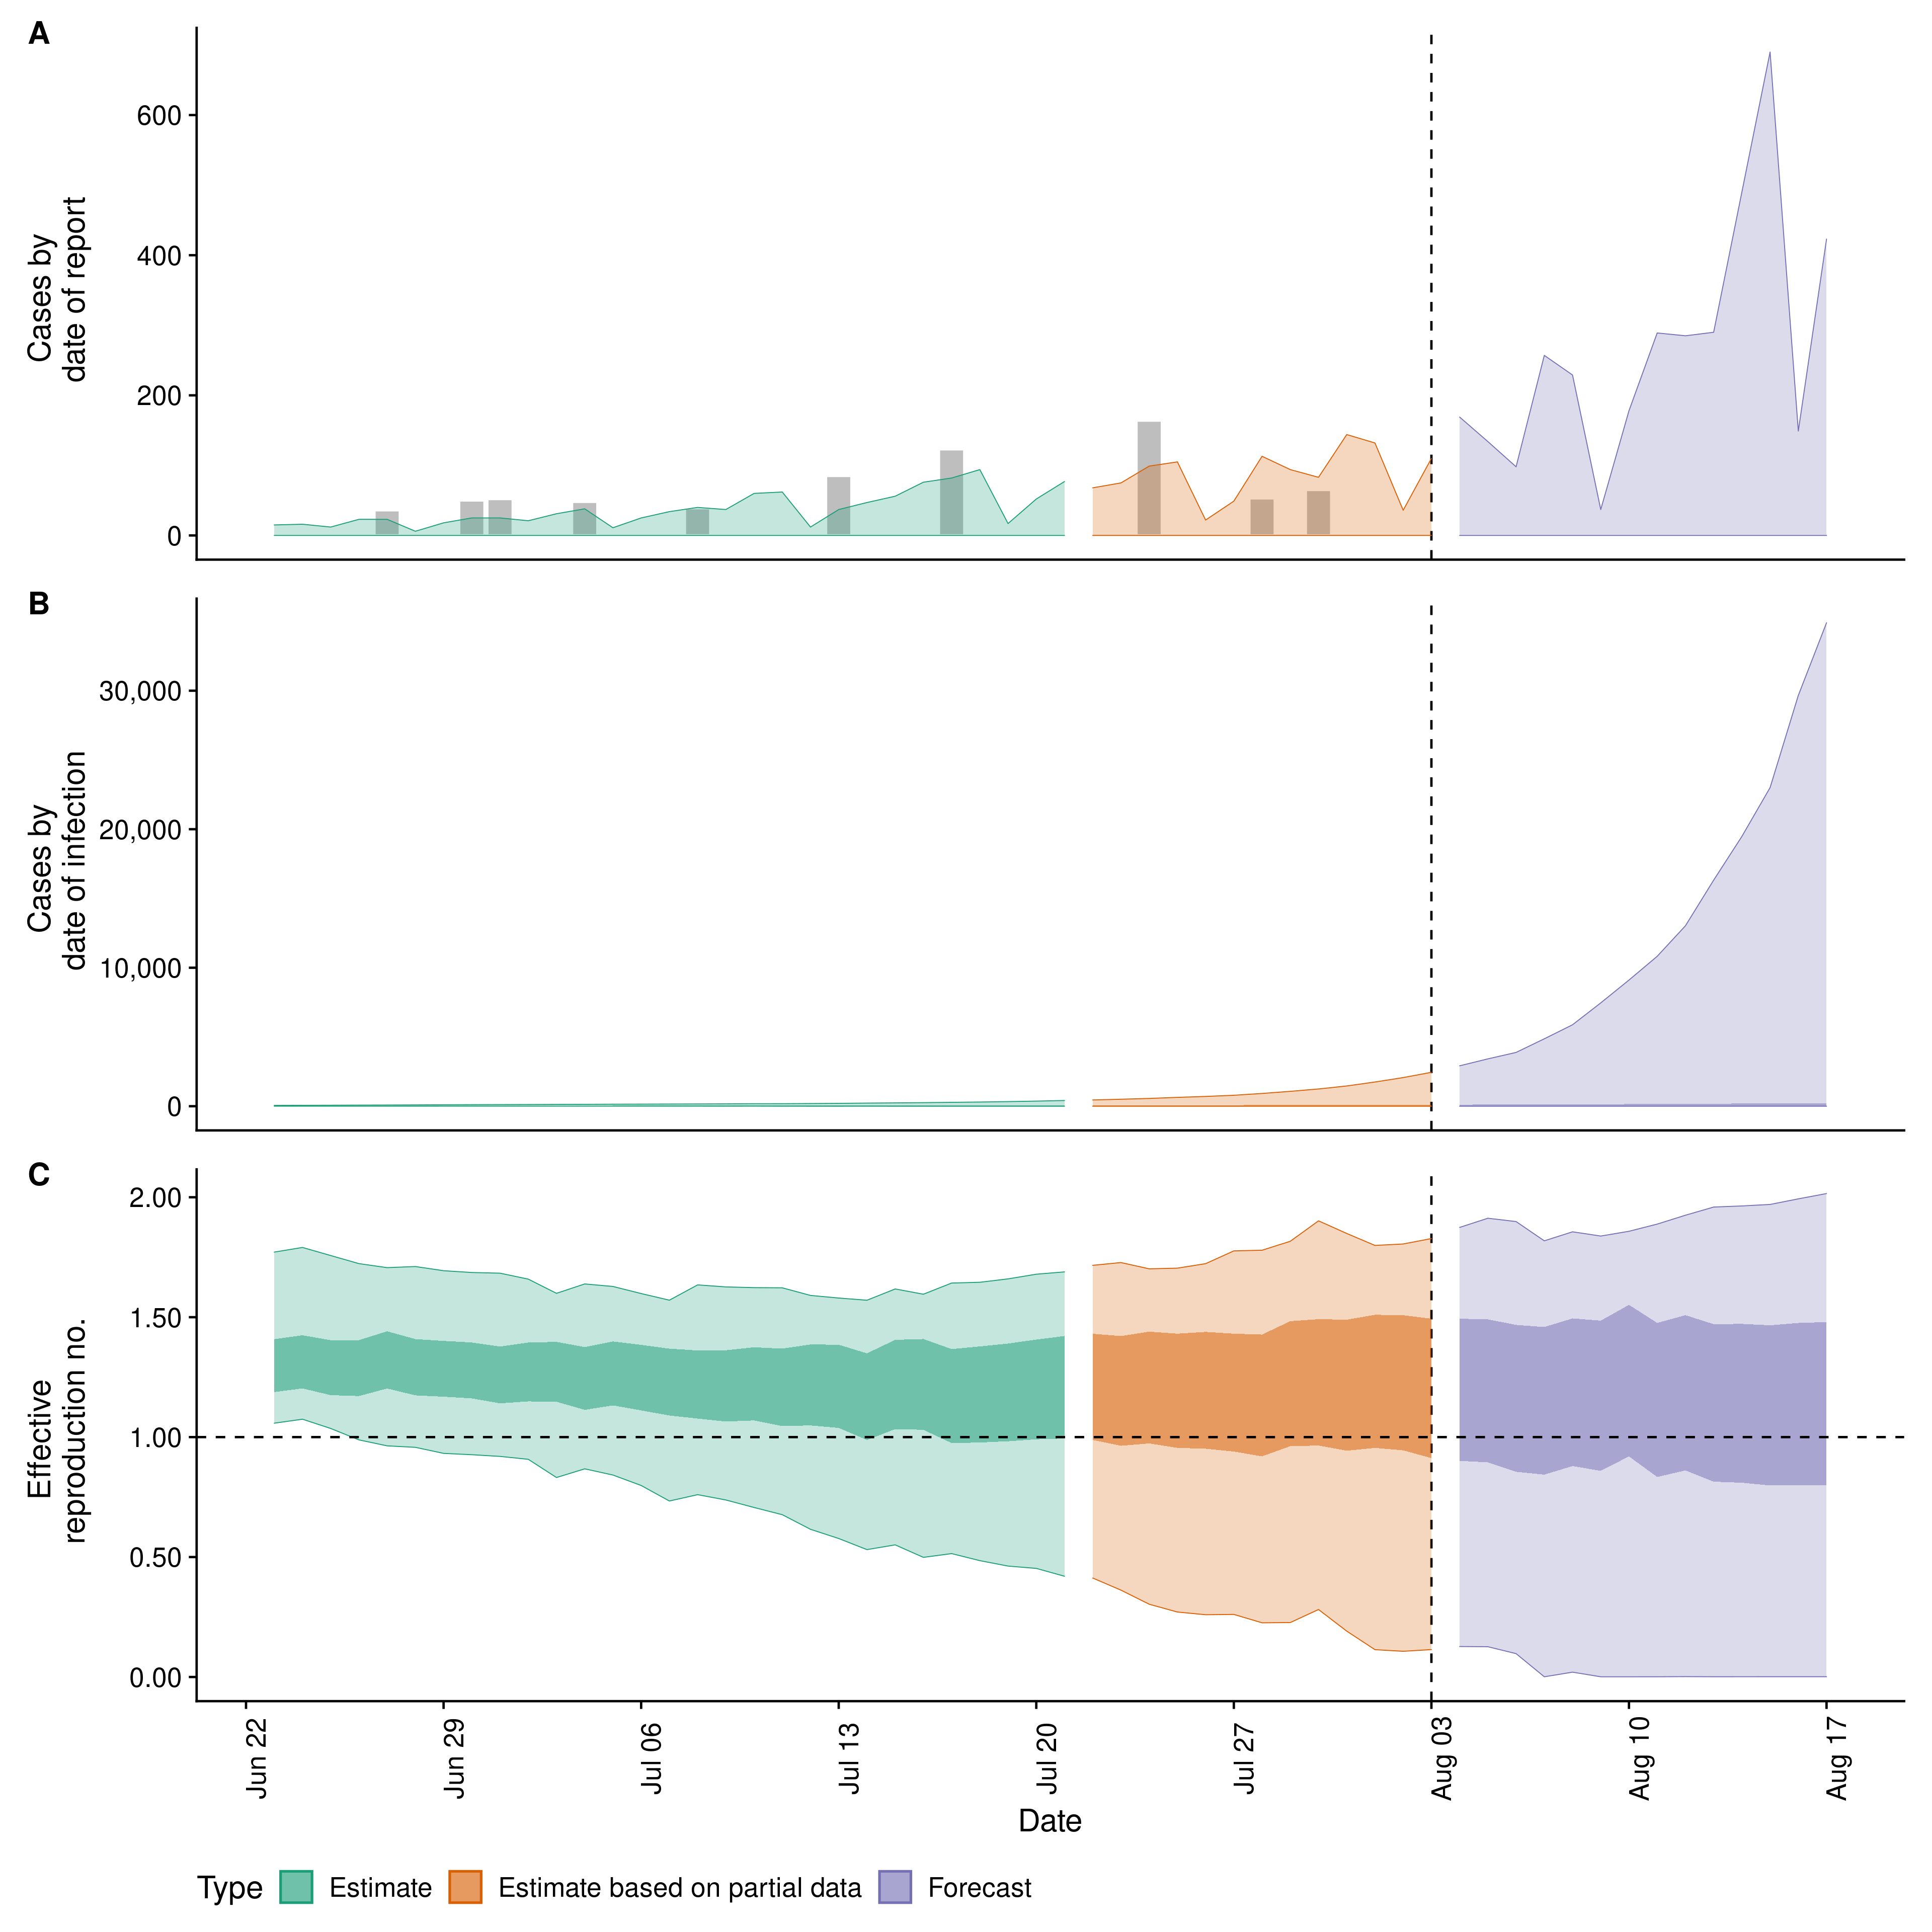 A
Cases by
date of report
600
400
200
0
B
Cases by
date of infection
30,000
20,000
10,000
0
C
Effective
reproduction no.
2.00
1.50
1.00
0.50
0.00
Jun 22
Jun 29
Jul 06
Jul 13
Jul 20
Jul 27
Aug 03
Aug 10
Aug 17
Date
Type Estimate Estimate based on partial data Forecast